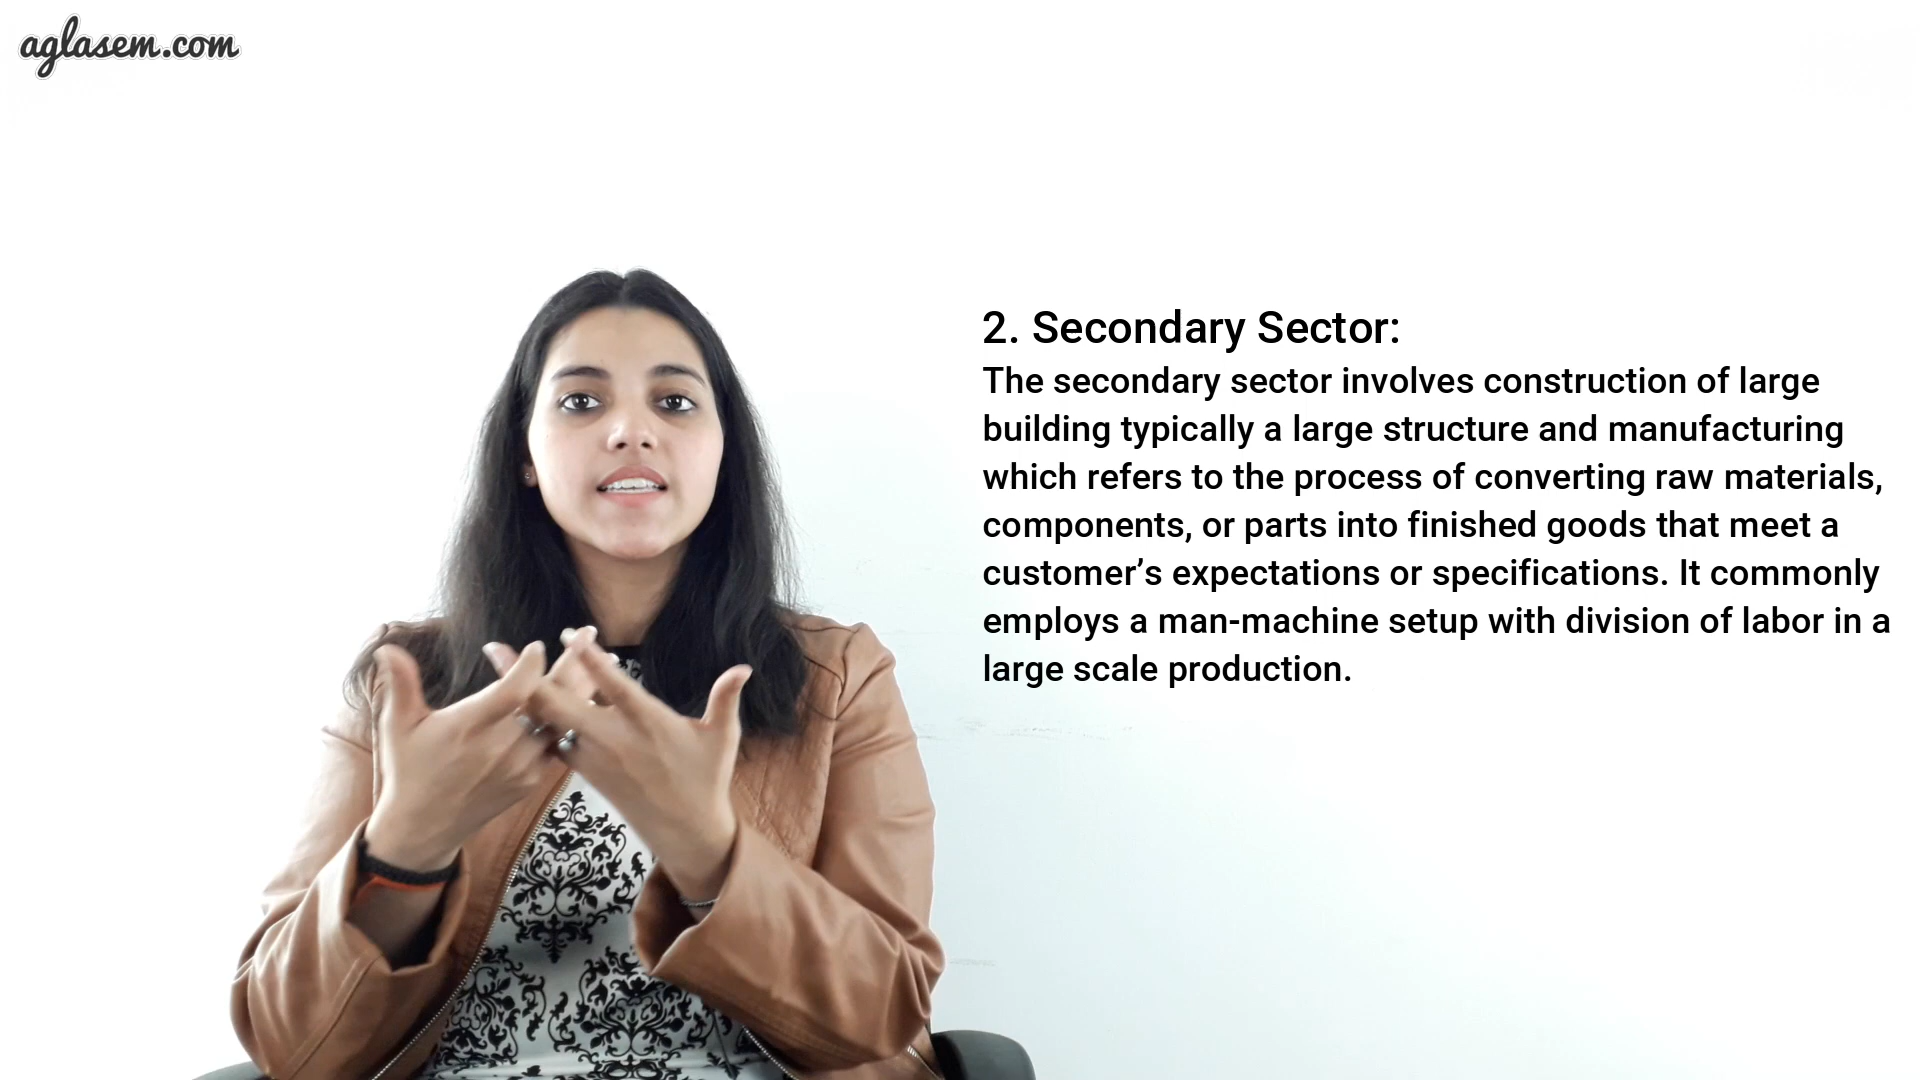 aglasem.com
2. Secondary Sector:
The secondary sector involves construction of large
building typically a large structure and manufacturing
which refers to the process of converting raw materials,
components, or parts into finished goods that meet a
customer’s expectations or specifications. It commonly
employs a man-machine setup with division of labor in a
large scale production.